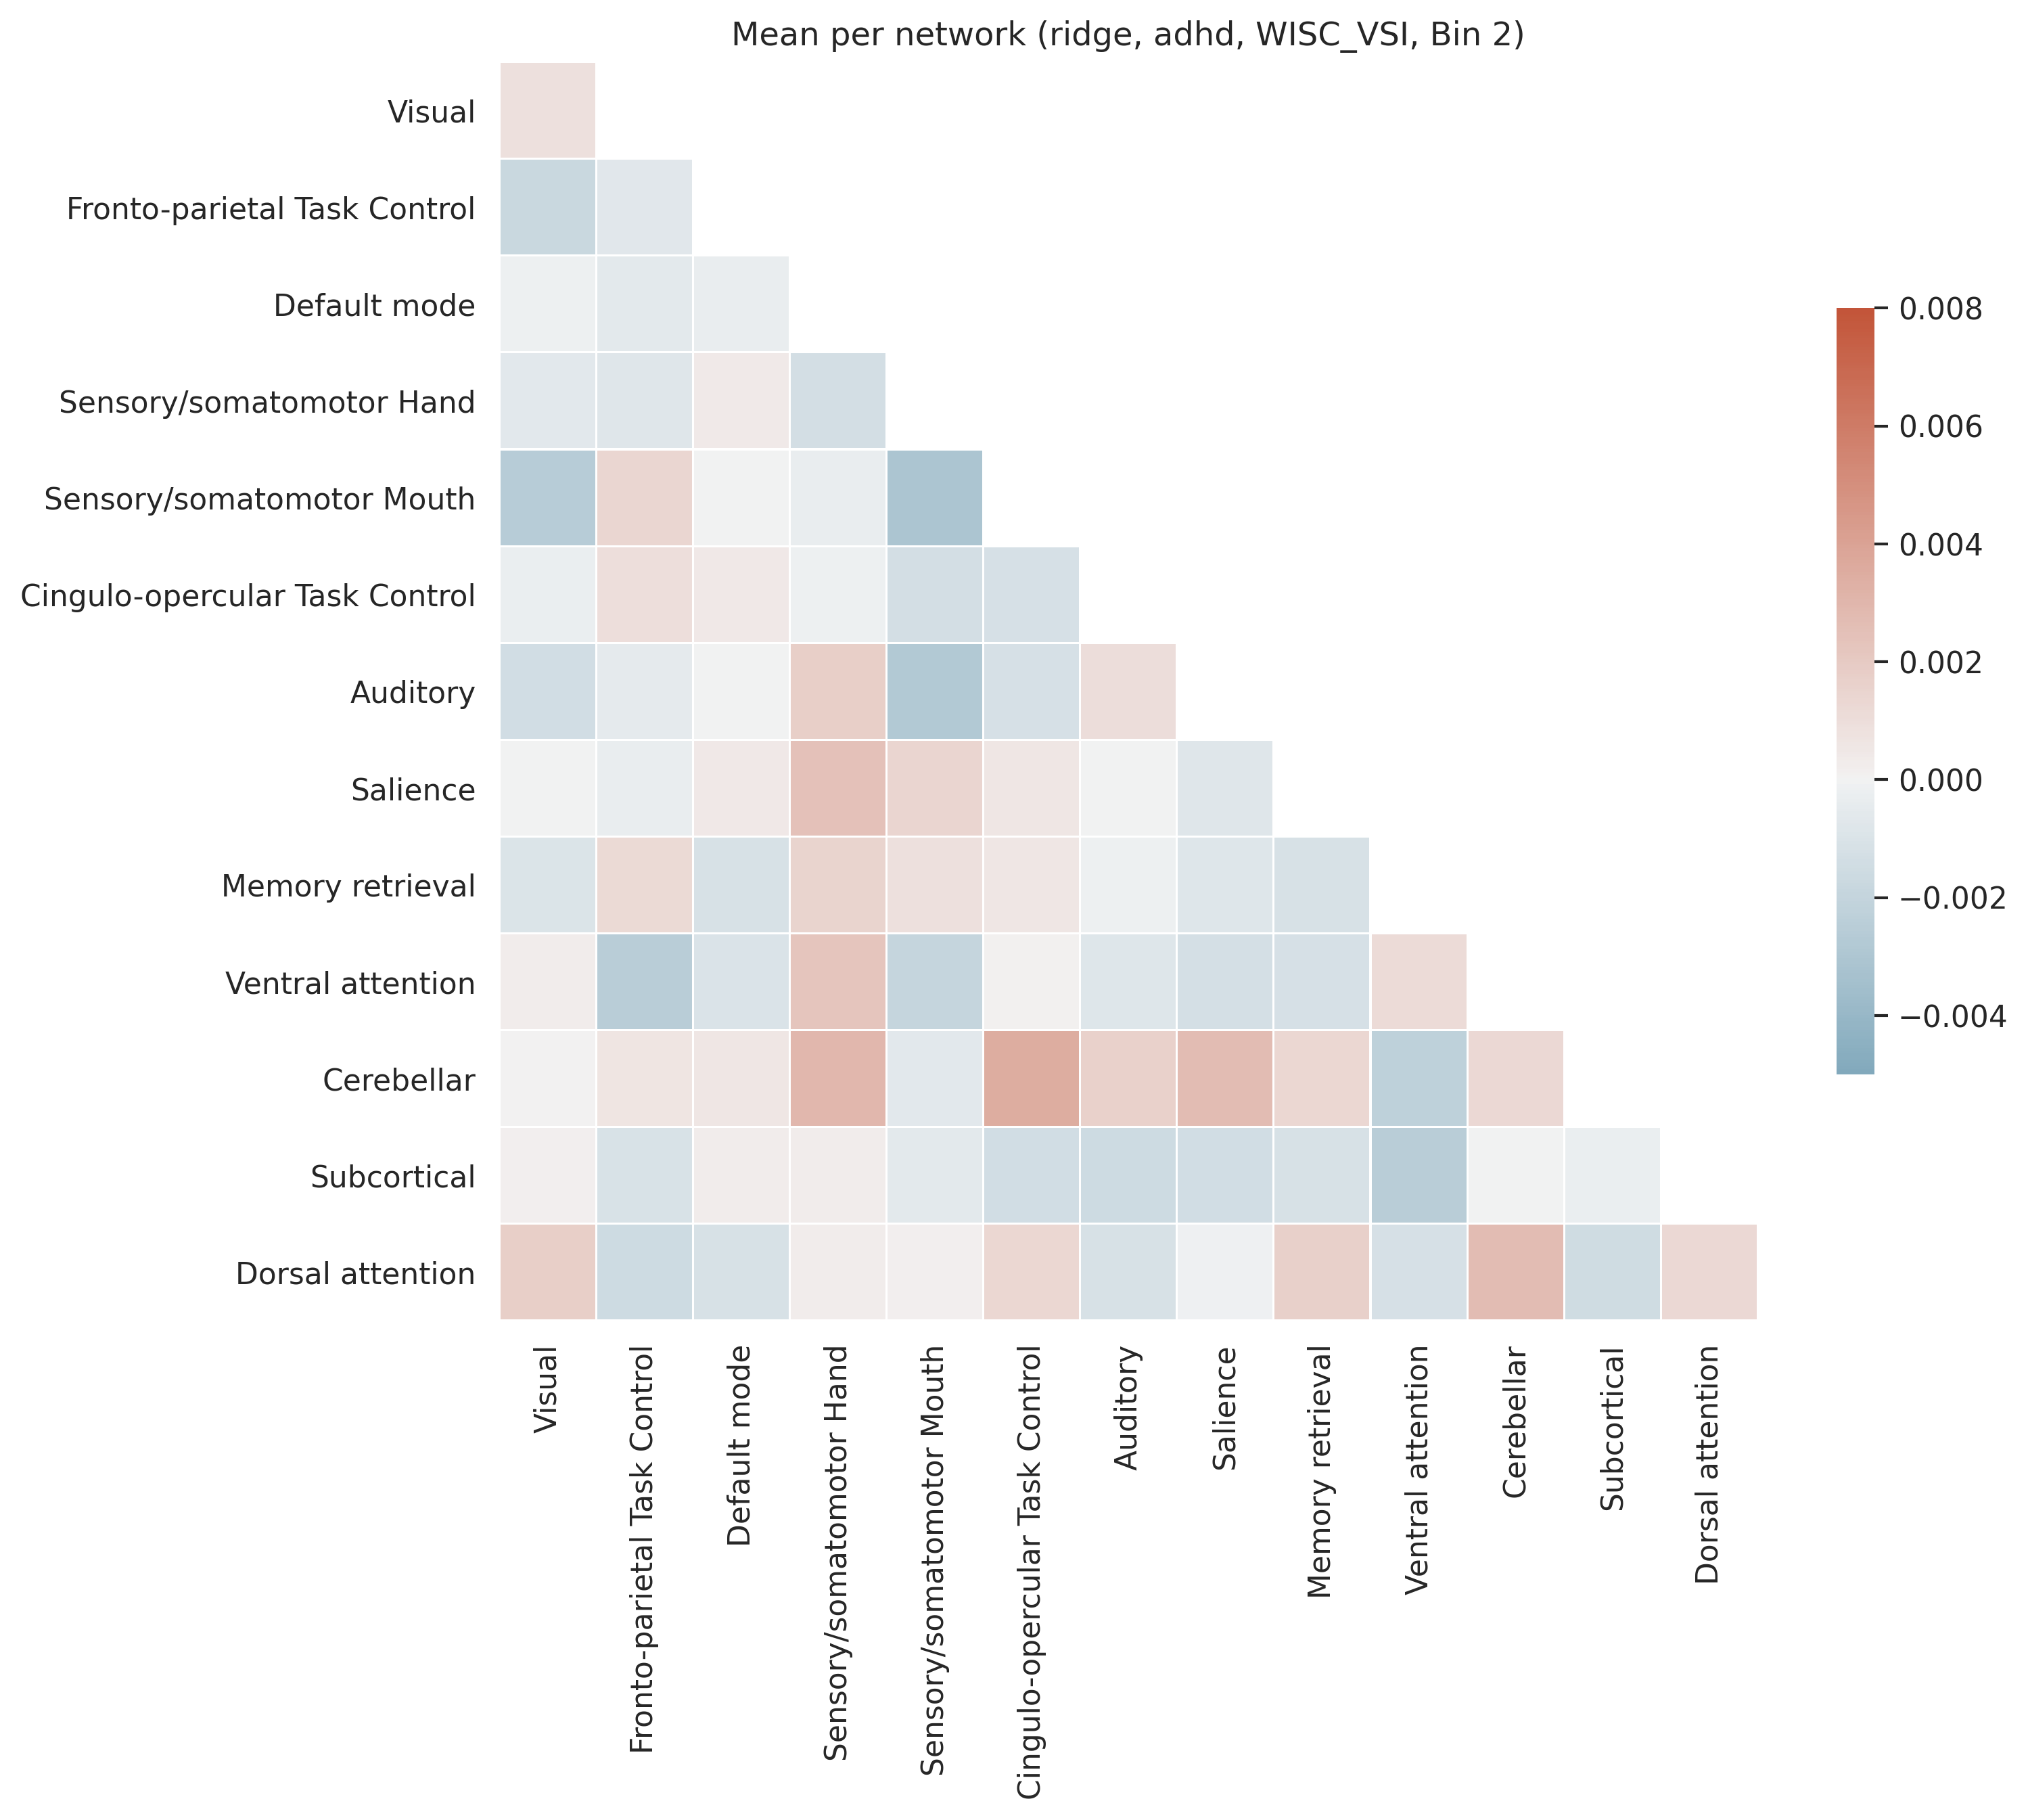 Mean per network (ridge, adhd, WISC_VSI, Bin 2)
Visual
Fronto-parietal Task Control
Default mode
Sensory/somatomotor Hand
Sensory/somatomotor Mouth
Cingulo-opercular Task Control
Auditory
Salience
Memory retrieval
Ventral attention
Cerebellar
Subcortical
Dorsal attention
Visual
Fronto-parietal Task Control
Default mode
Sensory/somatomotor Hand
Sensory/somatomotor Mouth
Cingulo-opercular Task Control
Auditory
Salience
Memory retrieval
Ventral attention
Cerebellar
Subcortical
Dorsal attention
0.008
0.006
0.004
0.002
0.000
−0.002
−0.004